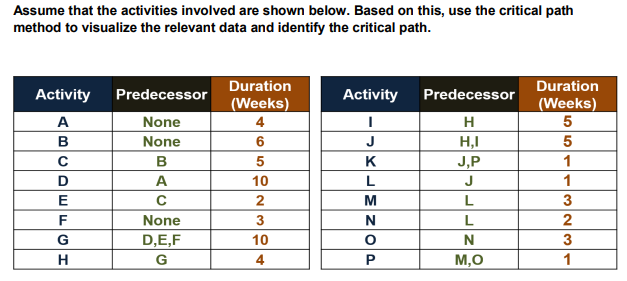 Assume that the activities involved are shown below. Based on this, use the critical path
method to visualize the relevant data and identify the critical path.
Activity Predecessor Duration (Weeks)
A None 4
B None 6
C B 5
D A 10
E C 2
F None 3
G D,E,F 10
H G 4
Activity Predecessor Duration (Weeks)
I H 5
J H,I 5
K J,P 1
L J 1
M L 3
N L 2
O N 3
P M,O 1